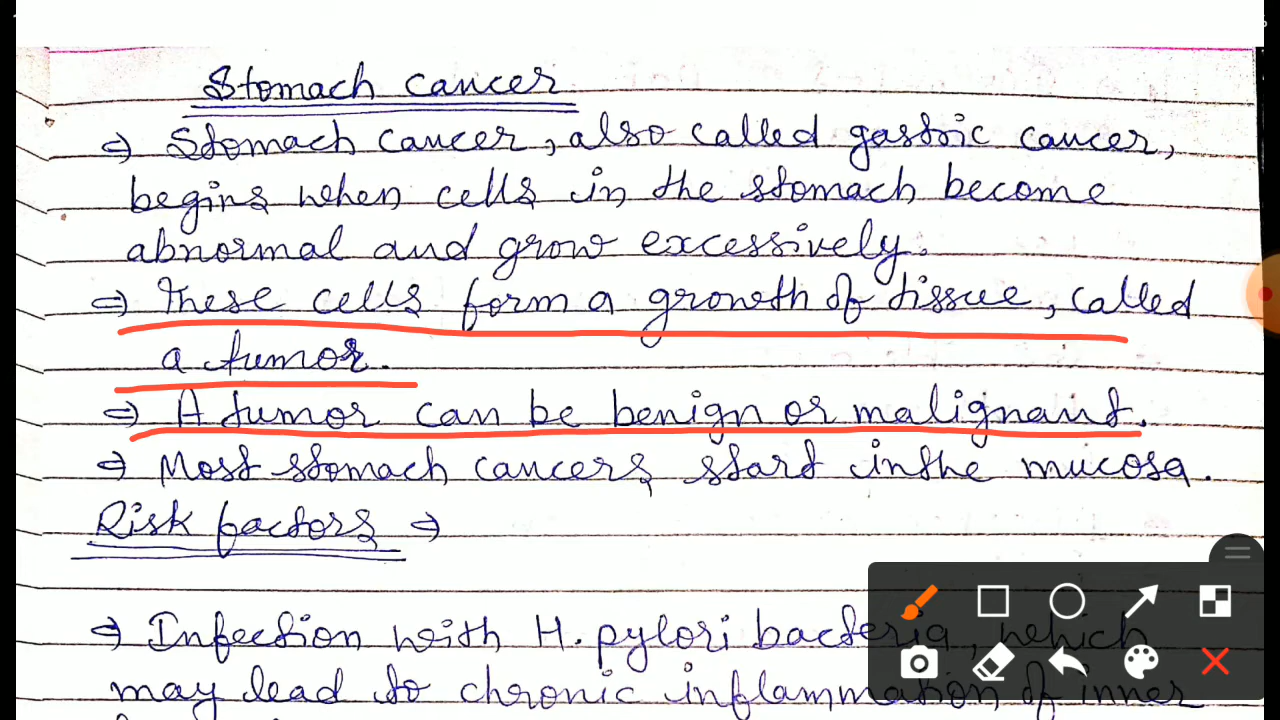 Stomach cancer
⇒ Stomach cancer, also called gastric cancer,
begins when cells in the stomach become
abnormal and grow excessively.
⇒ These cells form a growth of tissue, called
a tumor.
⇒ A tumor can be benign or malignant.
⇒ Most stomach cancers start in the mucosa.
Risk factors ⇒
⇒ Infection with H. pylori bacteria, which
may lead to chronic inflammation of inner